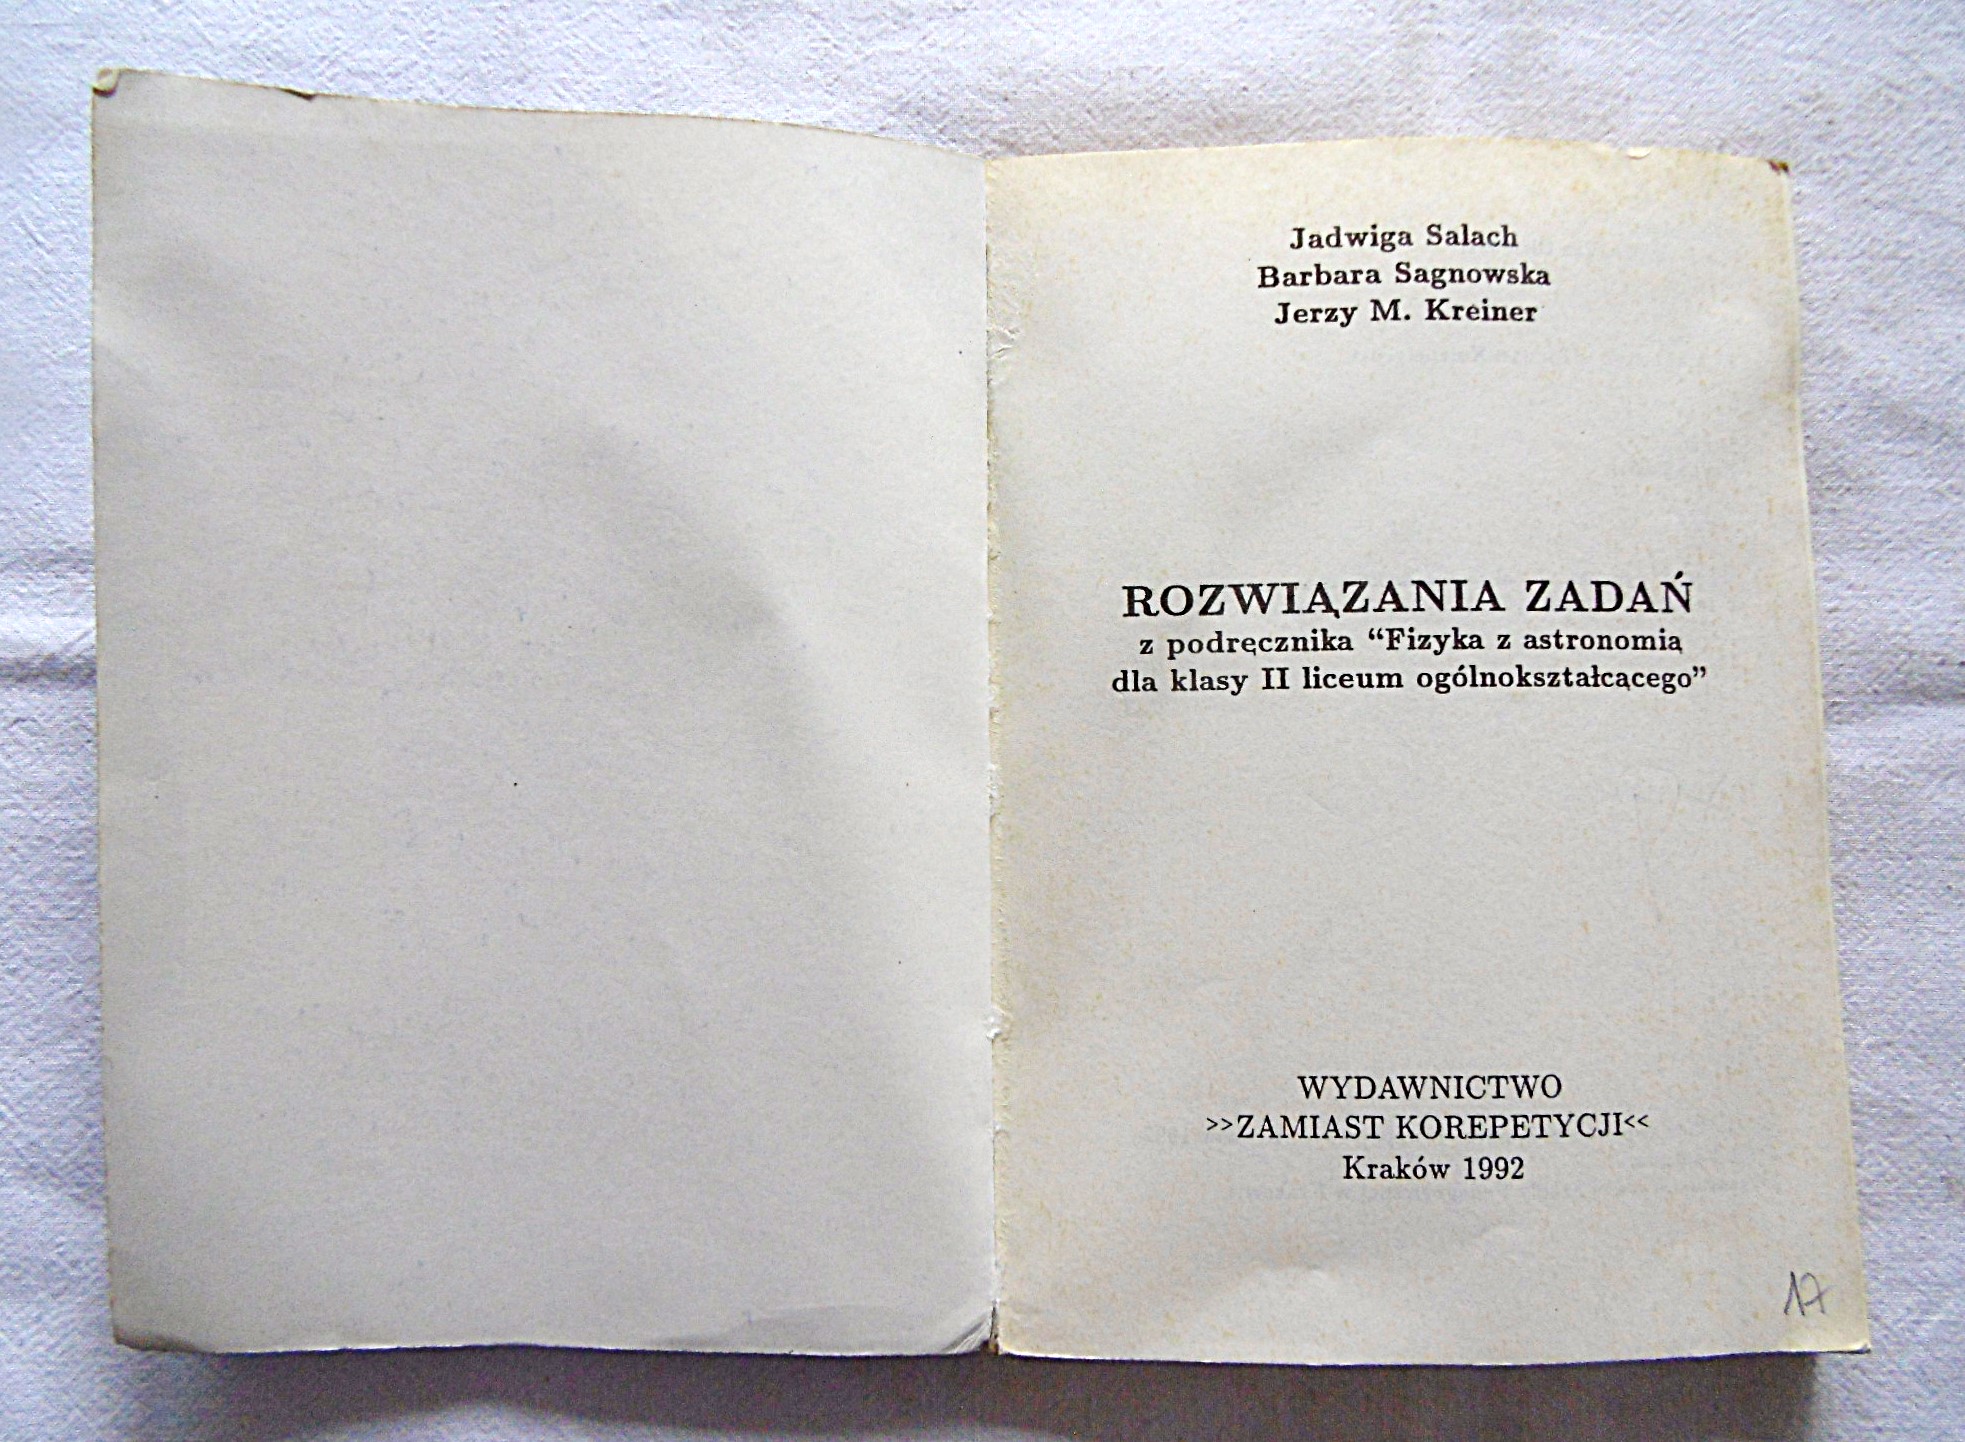 Jadwiga Salach
Barbara Sagnowska
Jerzy M. Kreiner
ROZWIĄZANIA ZADAŃ
z podręcznika “Fizyka z astronomią
dla klasy II liceum ogólnokształcącego”
WYDAWNICTWO
>>ZAMIAST KOREPETYCJI<<
Kraków 1992
17